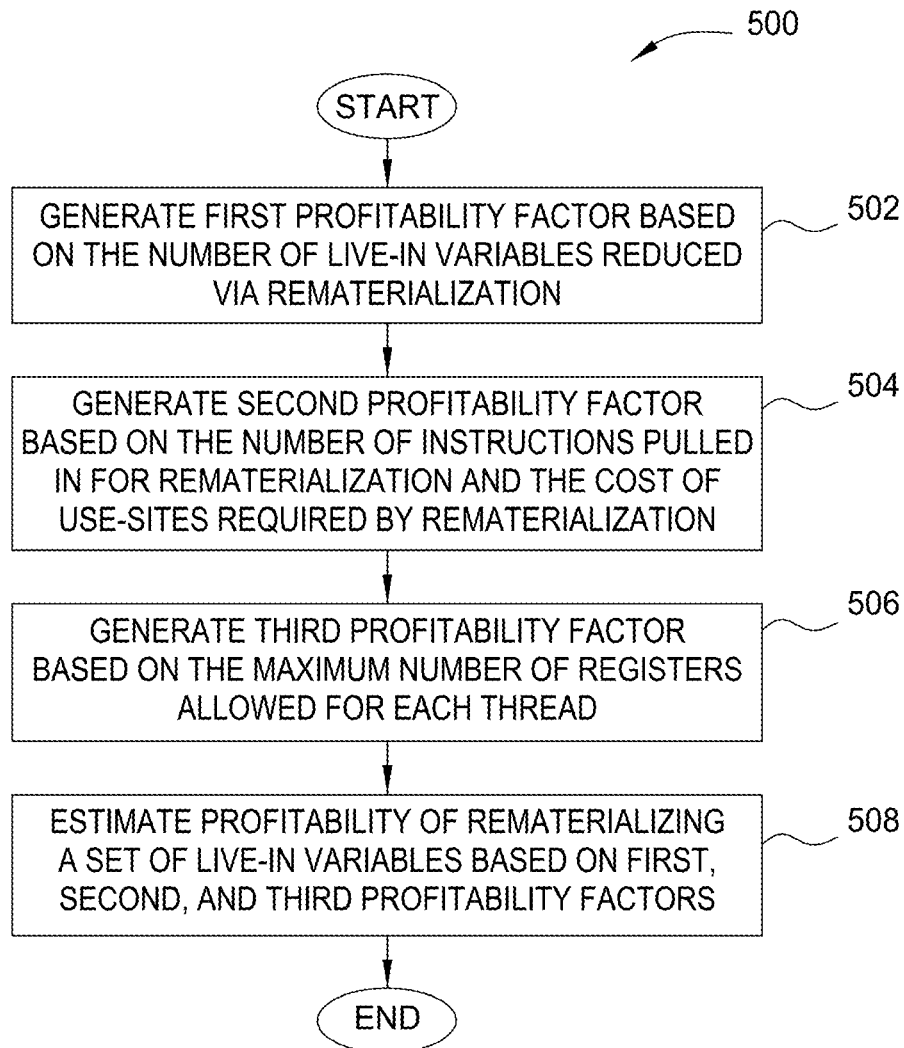 500
START
GENERATE FIRST PROFITABILITY FACTOR BASED
ON THE NUMBER OF LIVE-IN VARIABLES REDUCED
VIA REMATERIALIZATION
502
GENERATE SECOND PROFITABILITY FACTOR
BASED ON THE NUMBER OF INSTRUCTIONS PULLED
IN FOR REMATERIALIZATION AND THE COST OF
USE-SITES REQUIRED BY REMATERIALIZATION
504
GENERATE THIRD PROFITABILITY FACTOR
BASED ON THE MAXIMUM NUMBER OF REGISTERS
ALLOWED FOR EACH THREAD
506
ESTIMATE PROFITABILITY OF REMATERIALIZING
A SET OF LIVE-IN VARIABLES BASED ON FIRST,
SECOND, AND THIRD PROFITABILITY FACTORS
508
END